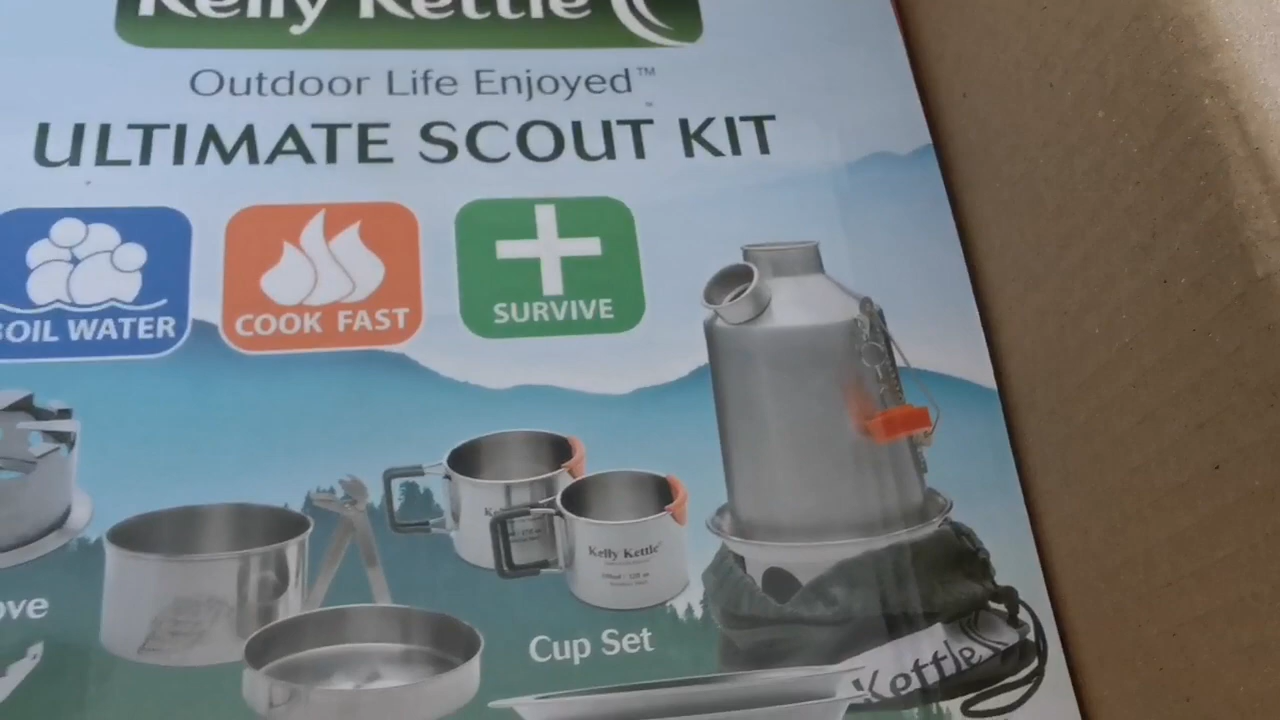 Kelly Kettle
Outdoor Life Enjoyed™
ULTIMATE SCOUT KIT
BOIL WATER
COOK FAST
SURVIVE
Kelly Kettle®
ove
Cup Set
Kettle